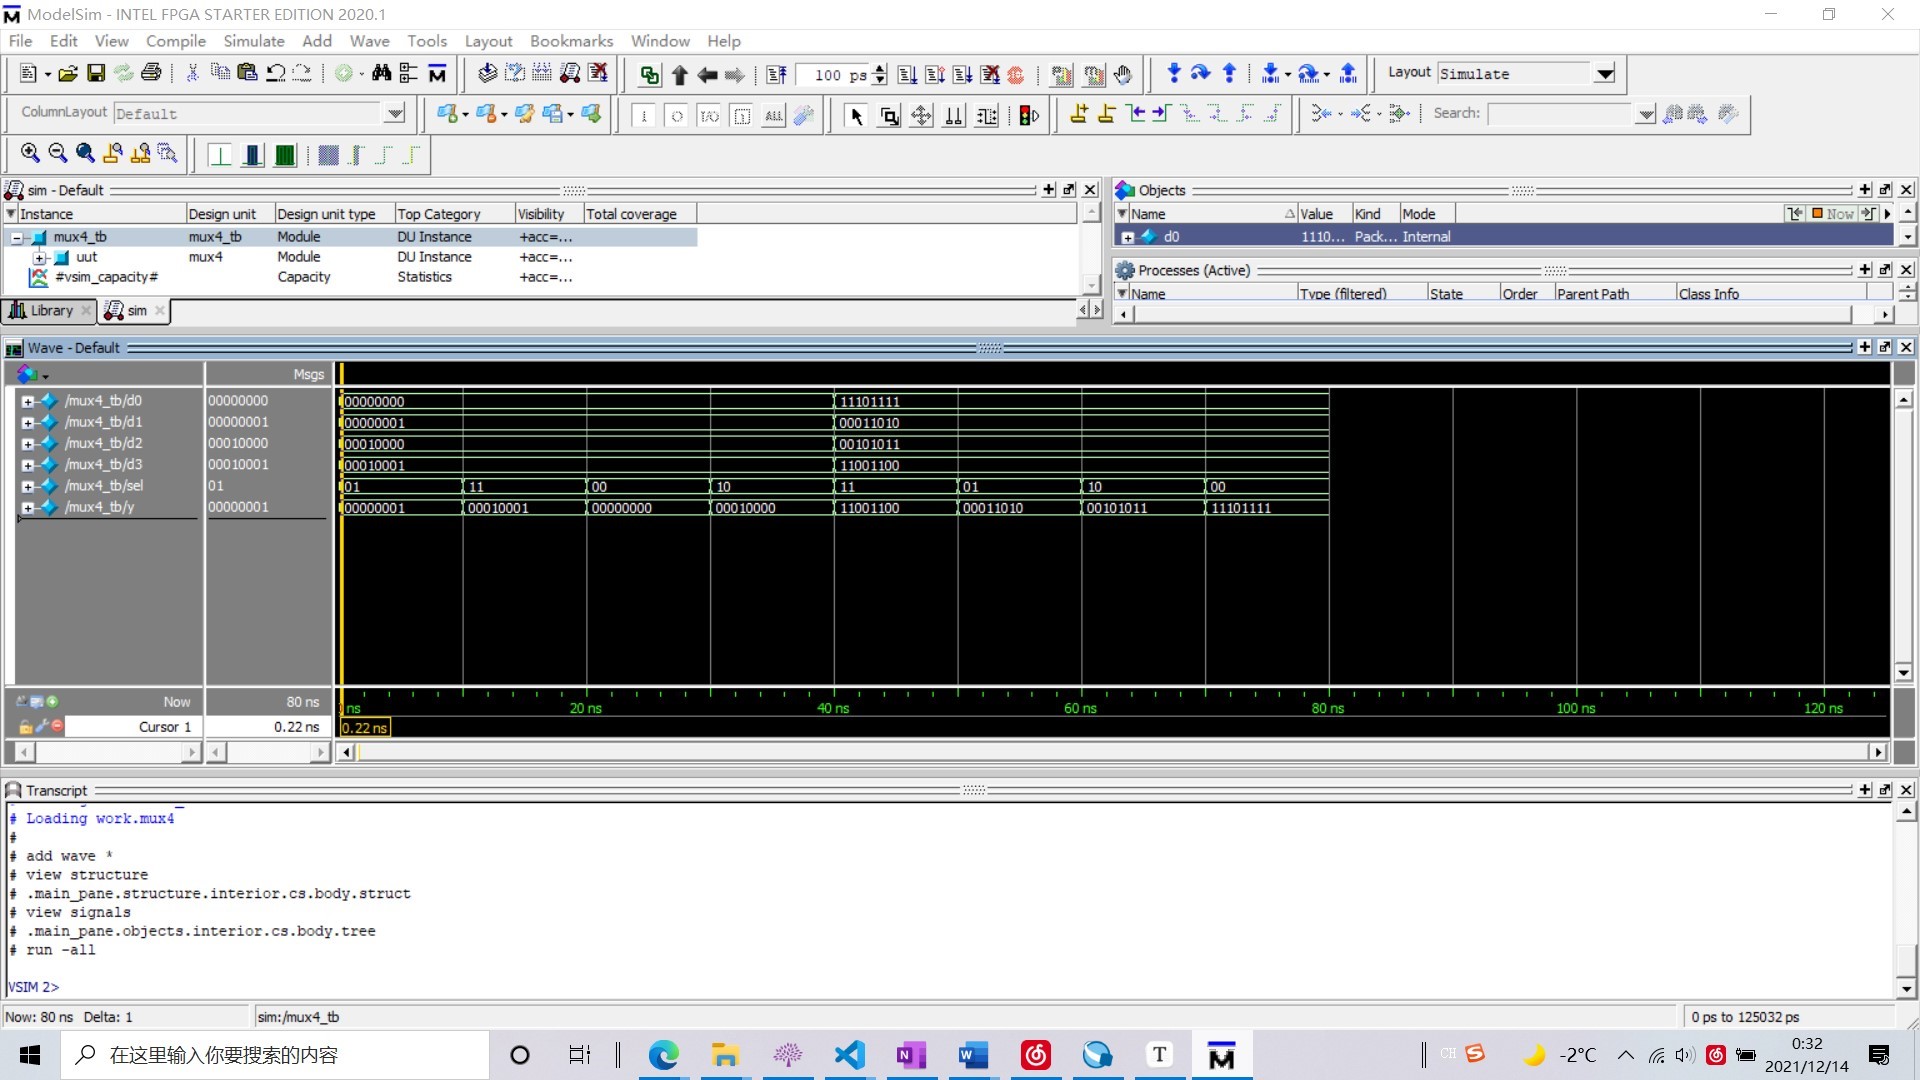 ModelSim - INTEL FPGA STARTER EDITION 2020.1
File Edit View Compile Simulate Add Wave Tools Layout Bookmarks Window Help
100 ps
Layout Simulate
ColumnLayout Default
ALL
Search:
sim - Default
Instance Design unit Design unit type Top Category Visibility Total coverage
mux4_tb mux4_tb Module DU Instance +acc=...
uut mux4 Module DU Instance +acc=...
#vsim_capacity# Capacity Statistics +acc=...
Library sim
Objects
Name Value Kind Mode Now
d0 1110... Pack... Internal
Processes (Active)
Name Type (filtered) State Order Parent Path Class Info
Wave - Default
Msgs
/mux4_tb/d0 00000000 00000000 11101111
/mux4_tb/d1 00000001 00000001 00011010
/mux4_tb/d2 00010000 00010000 00101011
/mux4_tb/d3 00010001 00010001 11001100
/mux4_tb/sel 01 01 11 00 10 11 01 10 00
/mux4_tb/y 00000001 00000001 00010001 00000000 00010000 11001100 00011010 00101011 11101111
Now 80 ns ns 20 ns 40 ns 60 ns 80 ns 100 ns 120 ns
Cursor 1 0.22 ns 0.22 ns
Transcript
# Loading work.mux4
#
# add wave *
# view structure
# .main_pane.structure.interior.cs.body.struct
# view signals
# .main_pane.objects.interior.cs.body.tree
# run -all
VSIM 2>
Now: 80 ns Delta: 1 sim:/mux4_tb 0 ps to 125032 ps
在这里输入你要搜索的内容
CH
-2°C
0:32
2021/12/14